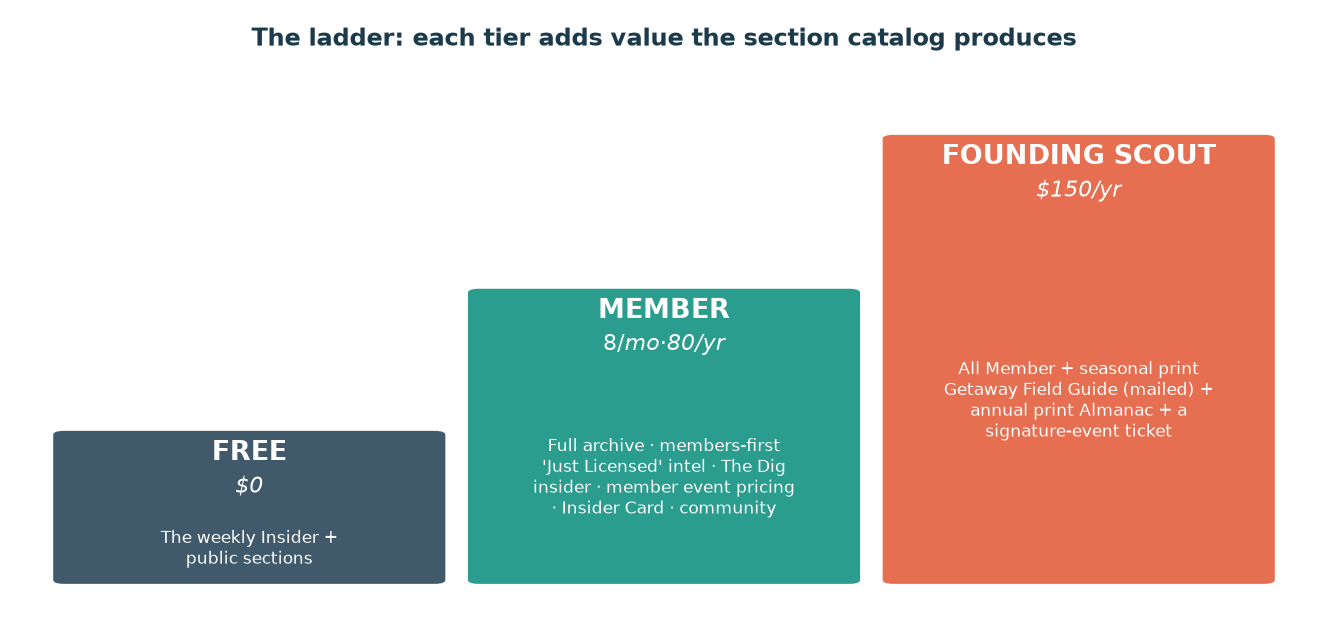 The ladder: each tier adds value the section catalog produces
FREE
$0
The weekly Insider +
public sections
MEMBER
8/mo·80/yr
Full archive · members-first
'Just Licensed' intel · The Dig
insider · member event pricing
· Insider Card · community
FOUNDING SCOUT
$150/yr
All Member + seasonal print
Getaway Field Guide (mailed) +
annual print Almanac + a
signature-event ticket